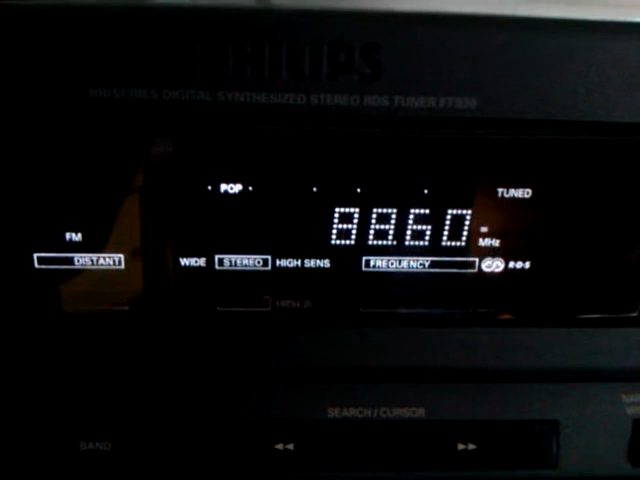 PHILIPS
900 SERIES DIGITAL SYNTHESIZED STEREO RDS TUNER FT930
POP TUNED
8860
FM MHz
DISTANT WIDE STEREO HIGH SENS FREQUENCY R·D·S
SEARCH / CURSOR
BAND